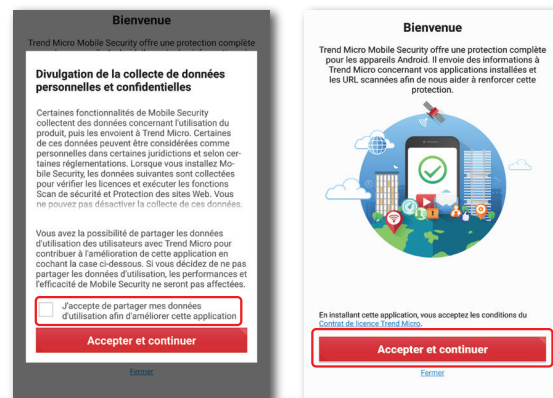 Bienvenue
Trend Micro Mobile Security offre une protection complète
Divulgation de la collecte de données
personnelles et confidentielles
Certaines fonctionnalités de Mobile Security
collectent des données concernant l'utilisation du
produit, puis les envoient à Trend Micro. Certaines
de ces données peuvent être considérées comme
personnelles dans certaines juridictions et selon cer-
taines réglementations. Lorsque vous installez Mo-
bile Security, les données suivantes sont collectées
pour vérifier les licences et exécuter les fonctions
Scan de sécurité et Protection des sites Web. Vous
ne pouvez pas désactiver la collecte de ces données.
Vous avez la possibilité de partager les données
d'utilisation des utilisateurs avec Trend Micro pour
contribuer à l'amélioration de cette application en
cochant la case ci-dessous. Si vous décidez de ne pas
partager les données d'utilisation, les performances et
l'efficacité de Mobile Security ne seront pas affectées.
J'accepte de partager mes données
d'utilisation afin d'améliorer cette application
Accepter et continuer
Fermer
Bienvenue
Trend Micro Mobile Security offre une protection complète
pour les appareils Android. Il envoie des informations à
Trend Micro concernant vos applications installées et
les URL scannées afin de nous aider à renforcer cette
protection.
En installant cette application, vous acceptez les conditions du
Contrat de licence Trend Micro.
Accepter et continuer
Fermer